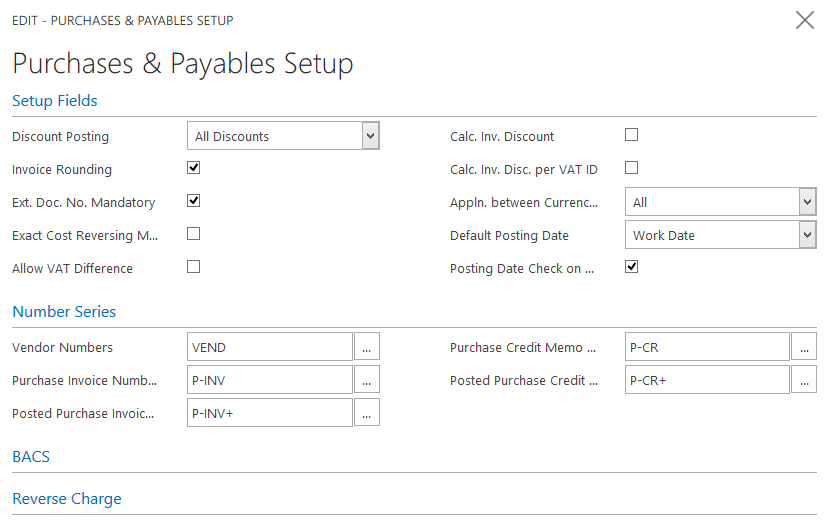 EDIT - PURCHASES & PAYABLES SETUP
Purchases & Payables Setup
Setup Fields
Discount Posting All Discounts Calc. Inv. Discount
Invoice Rounding Calc. Inv. Disc. per VAT ID
Ext. Doc. No. Mandatory Appln. between Currenc... All
Exact Cost Reversing M... Default Posting Date Work Date
Allow VAT Difference Posting Date Check on ...
Number Series
Vendor Numbers VEND ... Purchase Credit Memo ... P-CR ...
Purchase Invoice Numb... P-INV ... Posted Purchase Credit ... P-CR+ ...
Posted Purchase Invoic... P-INV+ ...
BACS
Reverse Charge